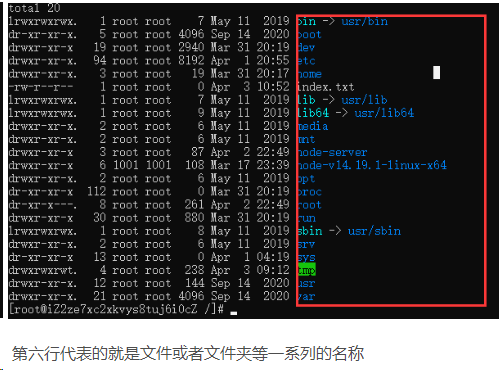 total 20
lrwxrwxrwx. 1 root root 7 May 11 2019 bin -> usr/bin
dr-xr-xr-x. 5 root root 4096 Sep 14 2020 boot
drwxr-xr-x 19 root root 2940 Mar 31 20:19 dev
drwxr-xr-x. 94 root root 8192 Apr 1 20:55 etc
drwxr-xr-x. 3 root root 19 Mar 31 20:17 home
-rw-r--r-- 1 root root 0 Apr 3 10:52 index.txt
lrwxrwxrwx. 1 root root 7 May 11 2019 lib -> usr/lib
lrwxrwxrwx. 1 root root 9 May 11 2019 lib64 -> usr/lib64
drwxr-xr-x. 2 root root 6 May 11 2019 media
drwxr-xr-x. 2 root root 6 May 11 2019 mnt
drwxr-xr-x 3 root root 37 Apr 2 22:49 node-server
drwxr-xr-x 6 1001 1001 108 Mar 17 23:39 node-v14.19.1-linux-x64
drwxr-xr-x. 2 root root 6 May 11 2019 opt
dr-xr-xr-x 112 root root 0 Mar 31 20:19 proc
dr-xr-x---. 8 root root 261 Apr 2 22:49 root
drwxr-xr-x 30 root root 880 Mar 31 20:19 run
lrwxrwxrwx. 1 root root 8 May 11 2019 sbin -> usr/sbin
drwxr-xr-x. 2 root root 6 May 11 2019 srv
dr-xr-xr-x 13 root root 0 Apr 1 04:19 sys
drwxrwxrwt. 4 root root 238 Apr 3 09:12 tmp
drwxr-xr-x. 12 root root 144 Sep 14 2020 usr
drwxr-xr-x. 21 root root 4096 Sep 14 2020 var
[root@iZ2ze7xc2xkvys8tuj6i0cZ /]#
第六行代表的就是文件或者文件夹等一系列的名称